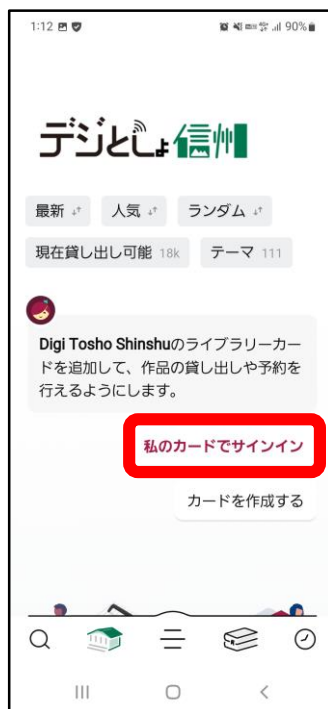 1:12 90%
デジとしょ信州
最新 人気 ランダム
現在貸し出し可能 18k テーマ 111
Digi Tosho Shinshuのライブラリーカー
ドを追加して、作品の貸し出しや予約を
行えるようにします。
私のカードでサインイン
カードを作成する